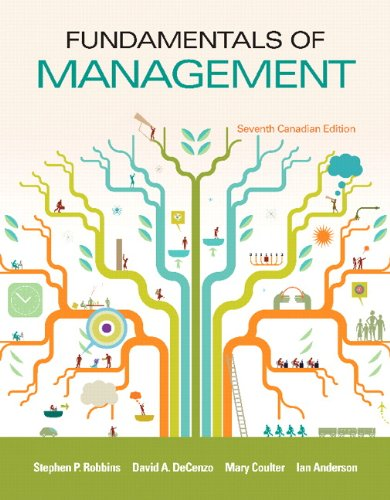 FUNDAMENTALS OF
MANAGEMENT
Seventh Canadian Edition
Stephen P. Robbins David A. DeCenzo Mary Coulter Ian Anderson